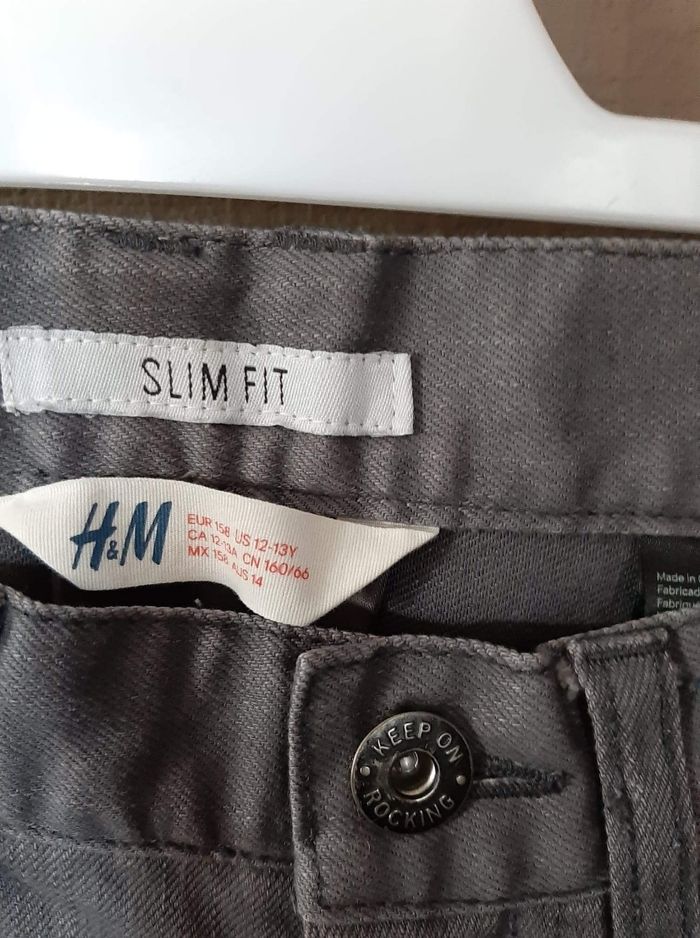 SLIM FIT
H&M
EUR 158 US 12-13Y
CA 12-13A CN 160/66
MX 158 AUS 14
Made in
Fabricad
KEEP ON
ROCKING